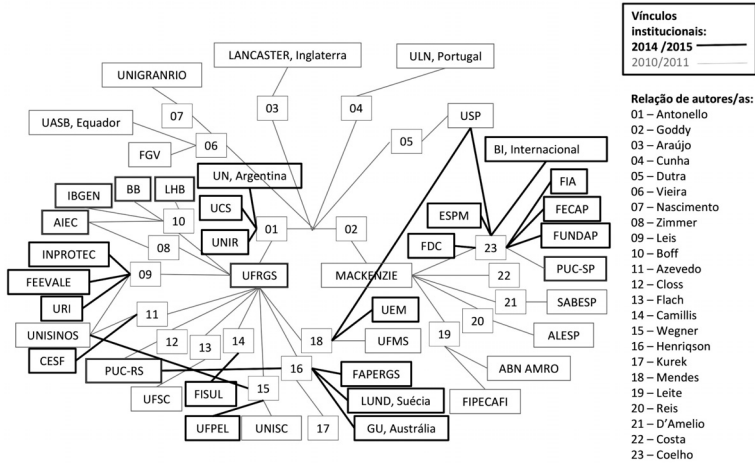 LANCASTER, Inglaterra
ULN, Portugal
UNIGRANRIO
03
04
07
UASB, Equador
USP
06
05
FGV
BI, Internacional
UN, Argentina
IBGEN
BB
LHB
FIA
AIEC
UCS
ESPM
FECAP
10
UNIR
01
02
FDC
23
FUNDAP
08
INPROTEC
09
UFRGS
MACKENZIE
22
PUC-SP
FEEVALE
URI
11
UEM
21
SABESP
UNISINOS
12
13
14
18
UFMS
19
20
ALESP
CESF
PUC-RS
16
FAPERGS
ABN AMRO
UFSC
FISUL
15
LUND, Suécia
FIPECAFI
UFPEL
UNISC
17
GU, Austrália
Vínculos
institucionais:
2014 /2015
2010/2011
Relação de autores/as:
01 – Antonello
02 – Goddy
03 – Araújo
04 – Cunha
05 – Dutra
06 – Vieira
07 – Nascimento
08 – Zimmer
09 – Leis
10 – Boff
11 – Azevedo
12 – Closs
13 – Flach
14 – Camillis
15 – Wegner
16 – Henriqson
17 – Kurek
18 – Mendes
19 – Leite
20 – Reis
21 – D’Amelio
22 – Costa
23 – Coelho